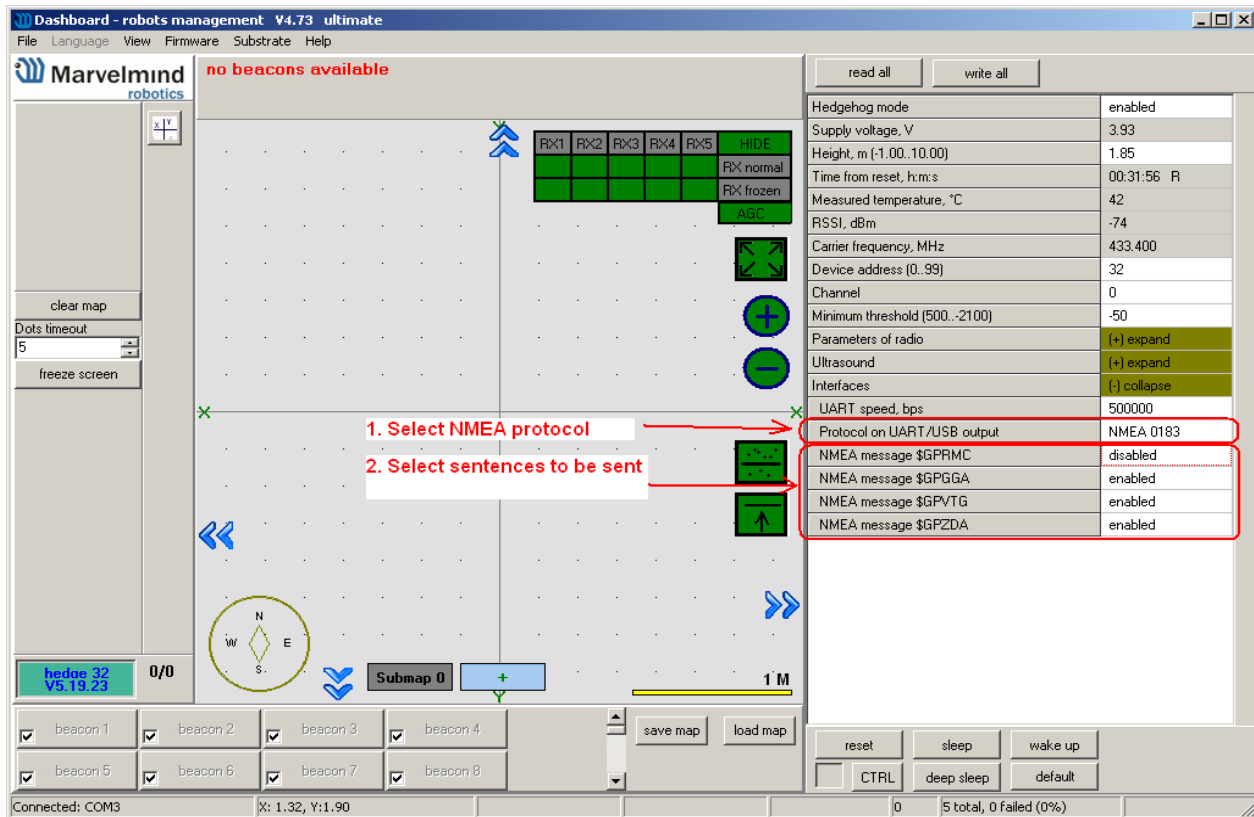 Dashboard - robots management V4.73 ultimate
File Language View Firmware Substrate Help
Marvelmind
robotics
no beacons available
read all write all
clear map
Dots timeout
5
freeze screen
hedge 32
V5.19.23
0/0
RX1 RX2 RX3 RX4 RX5 HIDE
RX normal
RX frozen
AGC
X Y
Y
X X
1. Select NMEA protocol
2. Select sentences to be sent
N
W E
S
Submap 0 + 1 M
Y
Hedgehog mode enabled
Supply voltage, V 3.93
Height, m (-1.00..10.00) 1.85
Time from reset, h:m:s 00:31:56 R
Measured temperature, °C 42
RSSI, dBm -74
Carrier frequency, MHz 433.400
Device address (0..99) 32
Channel 0
Minimum threshold (500..-2100) -50
Parameters of radio (+) expand
Ultrasound (+) expand
Interfaces (-) collapse
UART speed, bps 500000
Protocol on UART/USB output NMEA 0183
NMEA message $GPRMC disabled
NMEA message $GPGGA enabled
NMEA message $GPVTG enabled
NMEA message $GPZDA enabled
beacon 1 beacon 2 beacon 3 beacon 4
beacon 5 beacon 6 beacon 7 beacon 8
save map load map
reset sleep wake up
CTRL deep sleep default
Connected: COM3 X: 1.32, Y:1.90 0 5 total, 0 failed (0%)